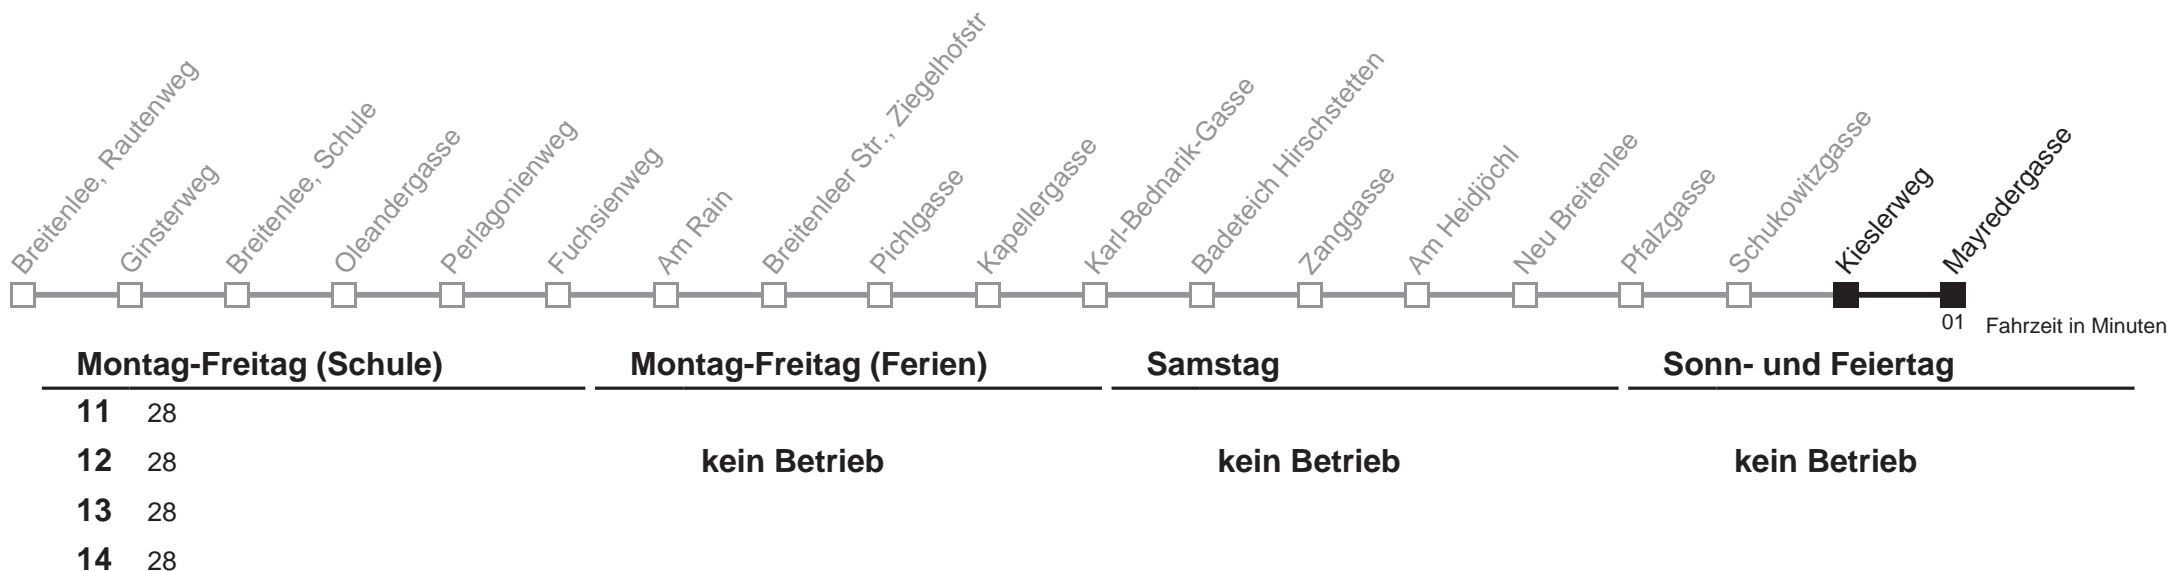 Breitenlee, Rautenweg
Ginsterweg
Breitenlee, Schule
Oleandergasse
Perlagonienweg
Fuchsienweg
Am Rain
Breitenleer Str., Ziegelhofstr
Pichlgasse
Kapellergasse
Karl-Bednarik-Gasse
Badeteich Hirschstetten
Zanggasse
Am Heidjöchl
Neu Breitenlee
Pfalzgasse
Schukowitzgasse
Kieslerweg
Mayredergasse
01 Fahrzeit in Minuten
Montag-Freitag (Schule) Montag-Freitag (Ferien) Samstag Sonn- und Feiertag
11 28
12 28 kein Betrieb kein Betrieb kein Betrieb
13 28
14 28